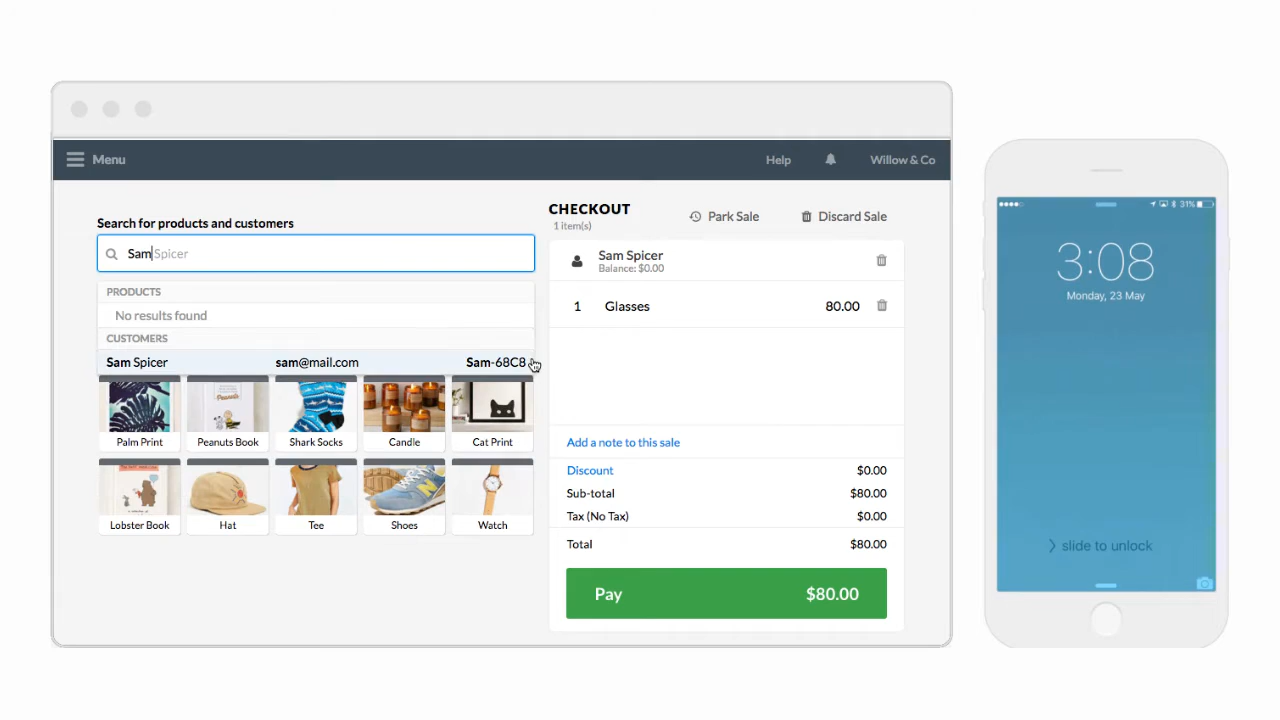 Menu
Help
Willow & Co
Search for products and customers
Sam Spicer
PRODUCTS
No results found
CUSTOMERS
Sam Spicer sam@mail.com Sam-68C8
Palm Print
Peanuts Book
Shark Socks
Candle
Cat Print
Lobster Book
Hat
Tee
Shoes
Watch
CHECKOUT
1 item(s)
Park Sale
Discard Sale
Sam Spicer
Balance: $0.00
1 Glasses 80.00
Add a note to this sale
Discount $0.00
Sub-total $80.00
Tax (No Tax) $0.00
Total $80.00
Pay $80.00
31%
3:08
Monday, 23 May
slide to unlock